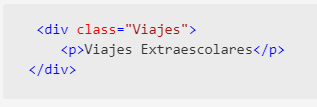 <div class="Viajes">
<p>Viajes Extraescolares</p>
</div>